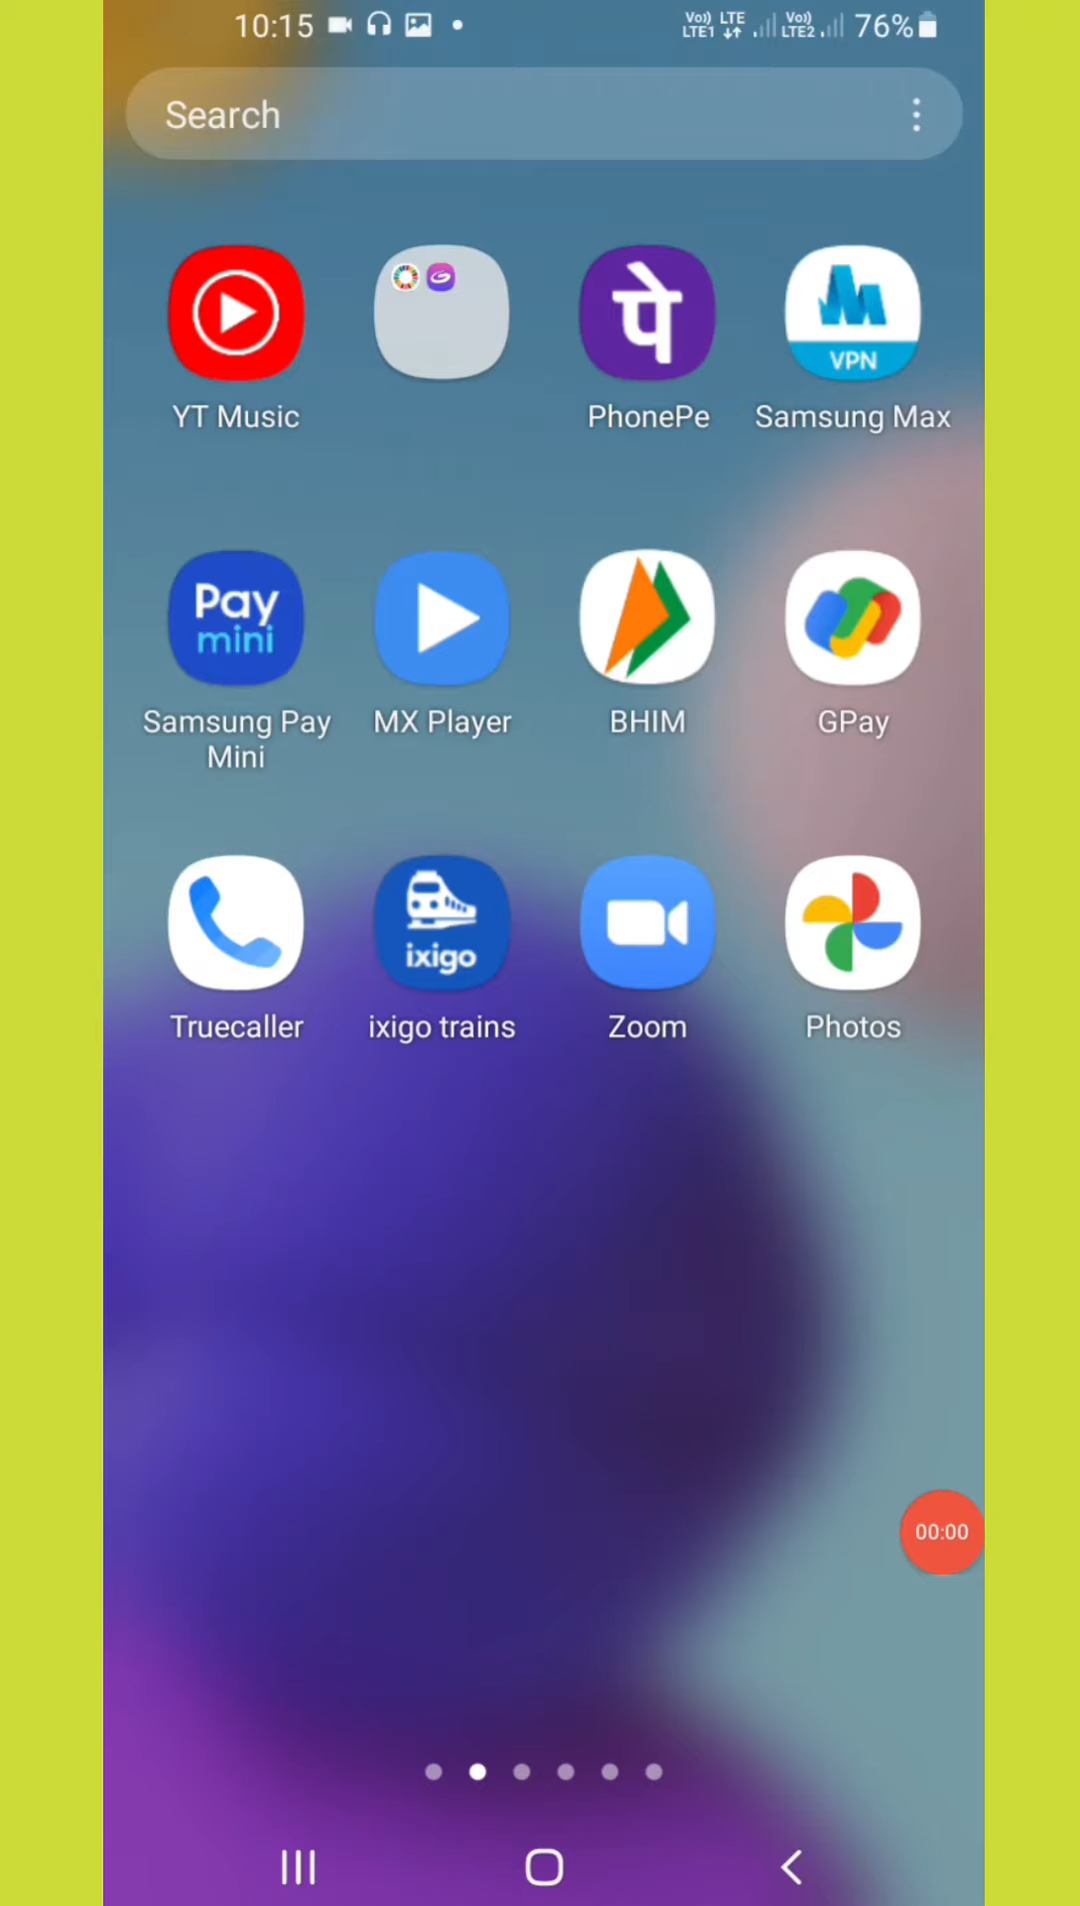 10:15
Vo) LTE
LTE1
Vo)
LTE2
76%
Search
पे
VPN
YT Music
PhonePe
Samsung Max
Pay
mini
Samsung Pay
Mini
MX Player
BHIM
GPay
ixigo
Truecaller
ixigo trains
Zoom
Photos
00:00